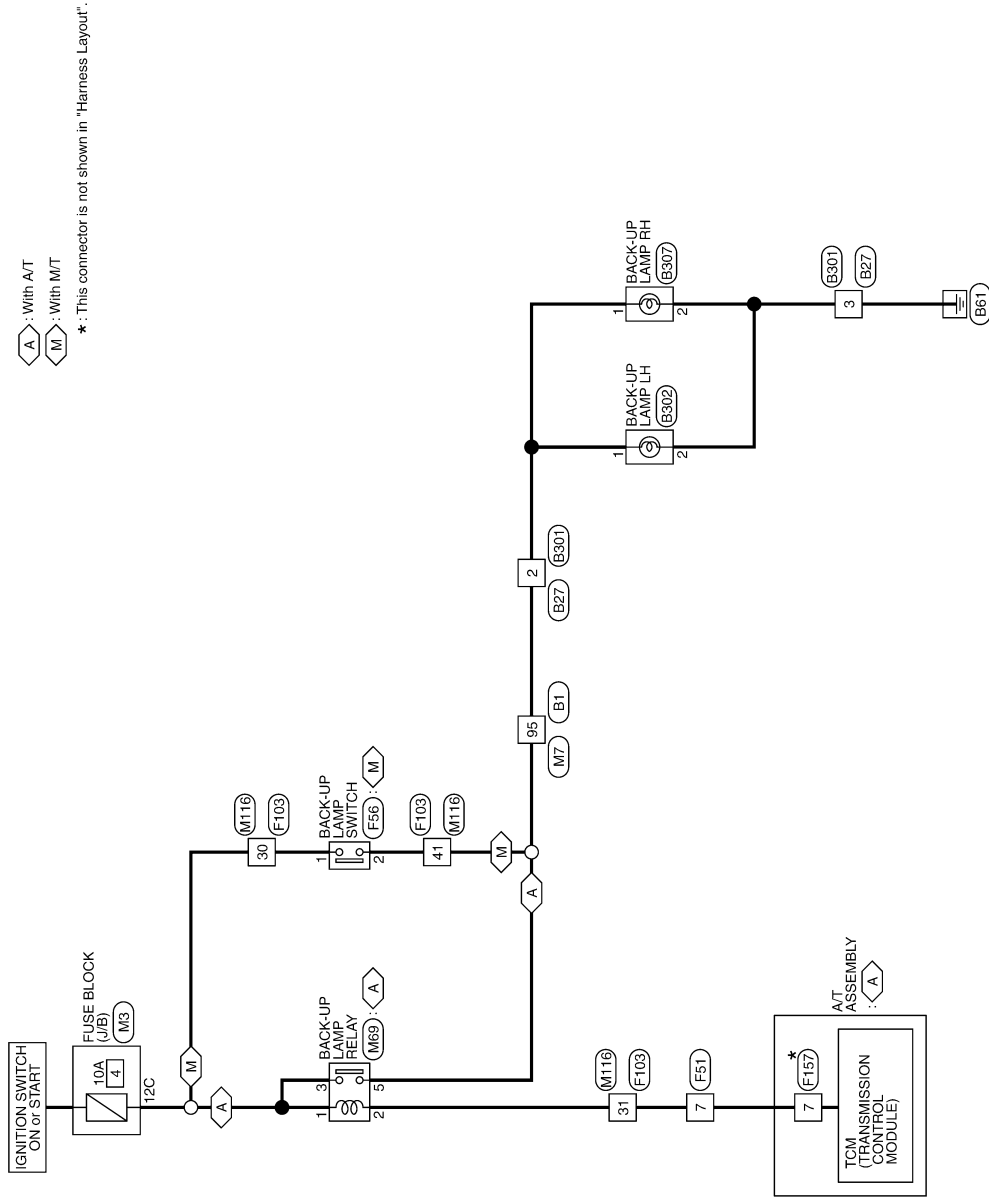 A : With A/T
M : With M/T
* : This connector is not shown in "Harness Layout".
IGNITION SWITCH
ON or START
FUSE BLOCK
(J/B)
M3
10A
4
12C
M
A
M116
30
F103
BACK-UP
LAMP
SWITCH
F56 : M
1
2
F103
41
M116
M
A
BACK-UP
LAMP
RELAY
M69 : A
1
3
2
5
M116
31
F103
7
F51
7
F157
*
A/T
ASSEMBLY
: A
TCM
(TRANSMISSION
CONTROL
MODULE)
95
M7
B1
2
B27
B301
BACK-UP
LAMP LH
B302
1
2
BACK-UP
LAMP RH
B307
1
2
B301
3
B27
B61